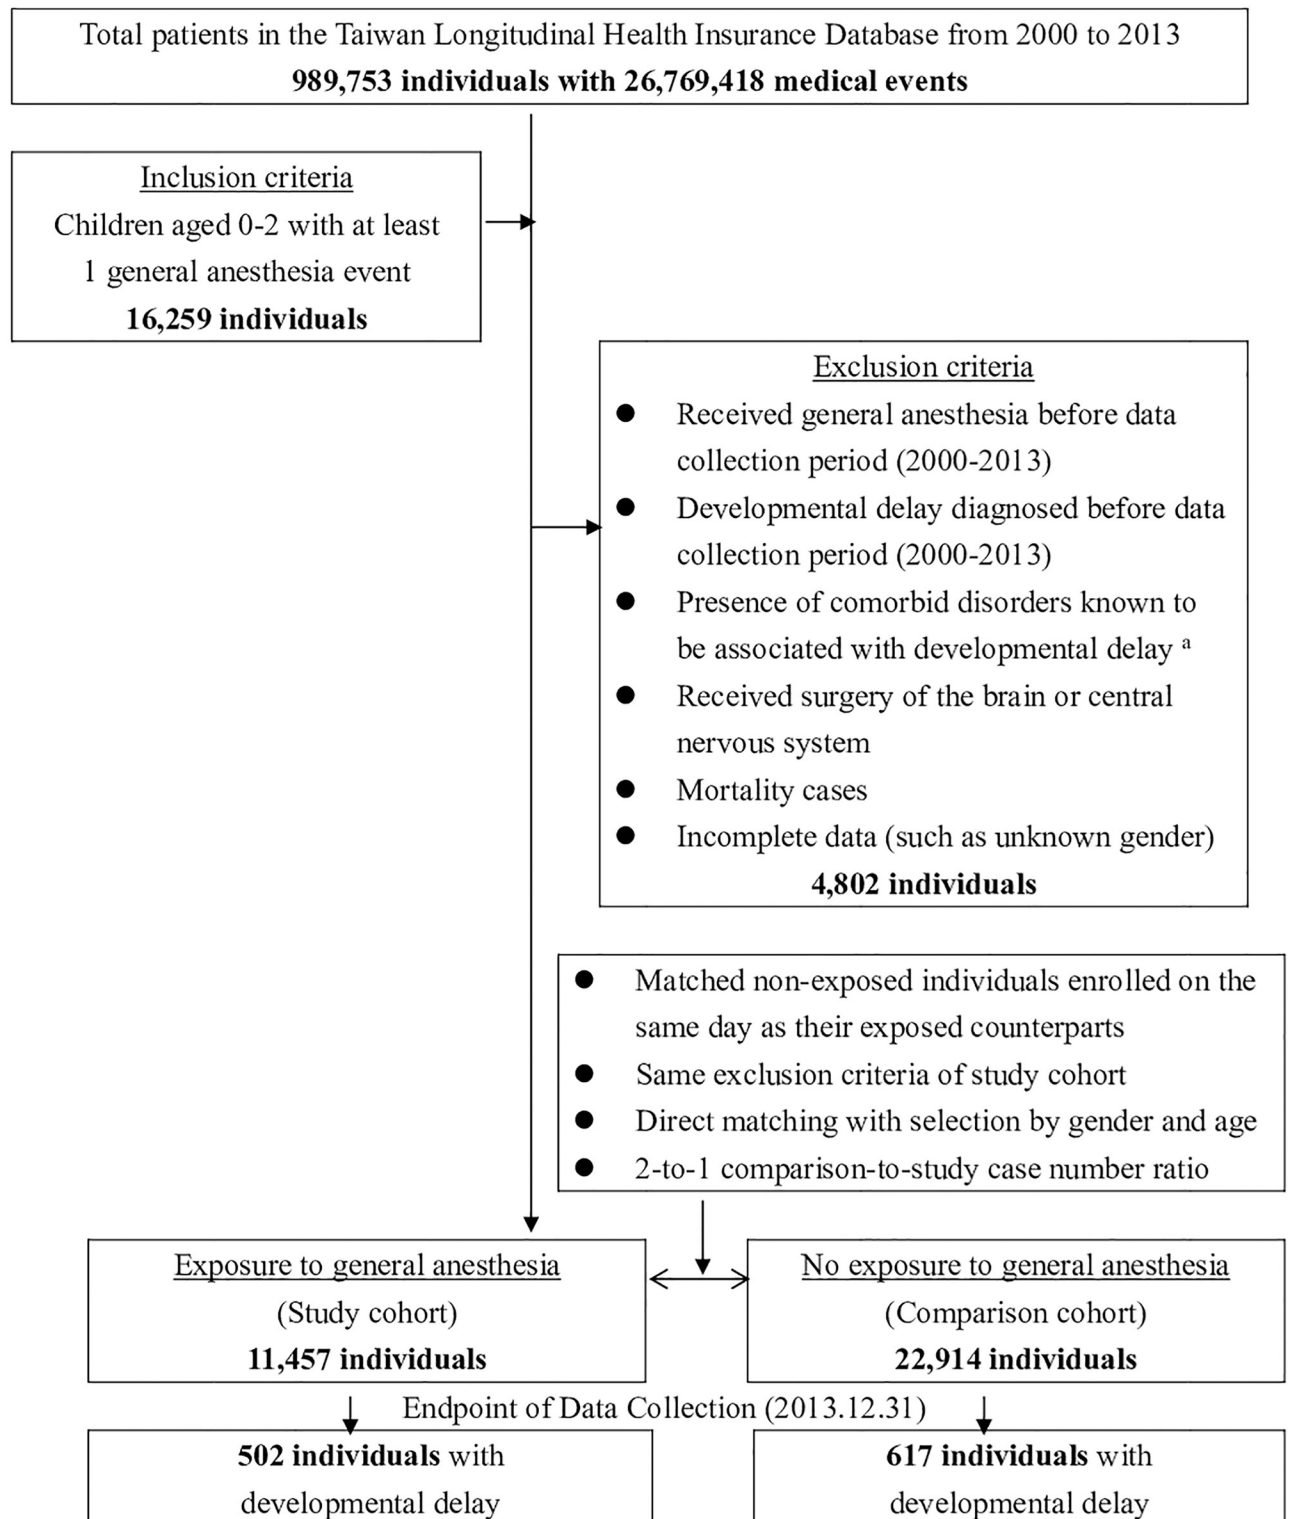 Total patients in the Taiwan Longitudinal Health Insurance Database from 2000 to 2013
989,753 individuals with 26,769,418 medical events
Inclusion criteria
Children aged 0-2 with at least
1 general anesthesia event
16,259 individuals
Exclusion criteria
● Received general anesthesia before data
collection period (2000-2013)
● Developmental delay diagnosed before data
collection period (2000-2013)
● Presence of comorbid disorders known to
be associated with developmental delay ª
● Received surgery of the brain or central
nervous system
● Mortality cases
● Incomplete data (such as unknown gender)
4,802 individuals
● Matched non-exposed individuals enrolled on the
same day as their exposed counterparts
● Same exclusion criteria of study cohort
● Direct matching with selection by gender and age
● 2-to-1 comparison-to-study case number ratio
Exposure to general anesthesia
(Study cohort)
11,457 individuals
No exposure to general anesthesia
(Comparison cohort)
22,914 individuals
Endpoint of Data Collection (2013.12.31)
502 individuals with
developmental delay
617 individuals with
developmental delay